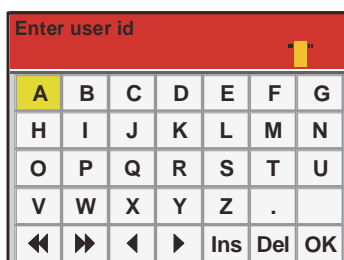 Enter user id
""
A B C D E F G
H I J K L M N
O P Q R S T U
V W X Y Z .
Ins Del OK